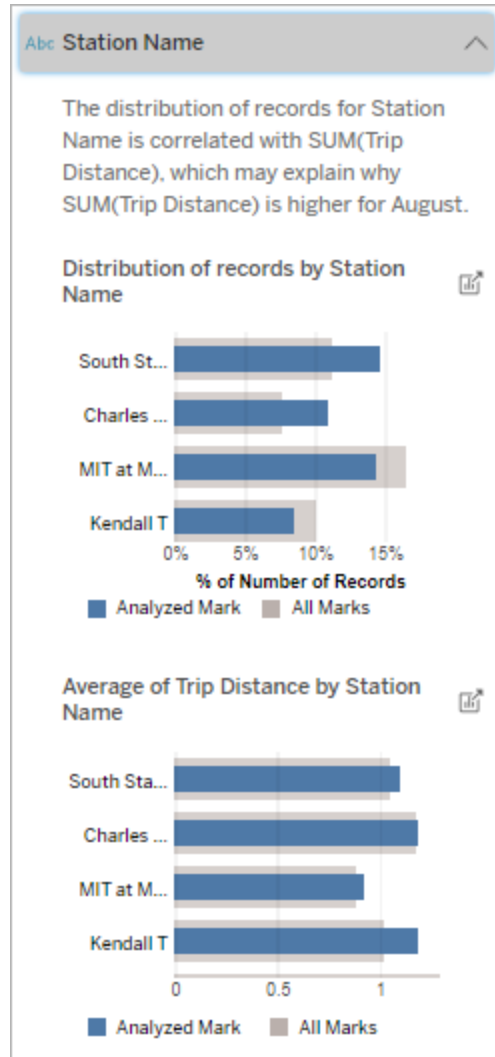 Abc Station Name
The distribution of records for Station
Name is correlated with SUM(Trip
Distance), which may explain why
SUM(Trip Distance) is higher for August.
Distribution of records by Station
Name
South St...
Charles ...
MIT at M...
Kendall T
0% 5% 10% 15%
% of Number of Records
Analyzed Mark All Marks
Average of Trip Distance by Station
Name
South Sta...
Charles ...
MIT at M...
Kendall T
0 0.5 1
Analyzed Mark All Marks